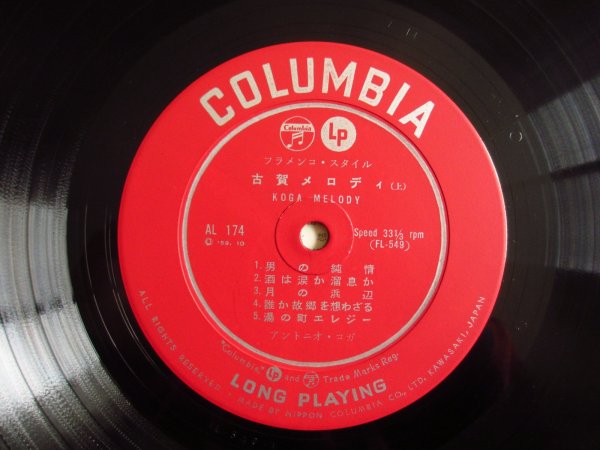 COLUMBIA
Columbia
LP
フラメンコ・スタイル
古賀メロディ(上)
KOGA MELODY
AL 174
Speed 33⅓ rpm
'59. 10
(FL-549)
1. 男の純情
2. 酒は涙か溜息か
3. 月の浜辺
4. 誰か故郷を想わざる
5. 湯の町エレジー
アントニオ・コガ
"Columbia," LP and Trade Marks Reg.
LONG PLAYING
ALL RIGHTS RESERVED · MADE BY NIPPON COLUMBIA CO., LTD. KAWASAKI, JAPAN